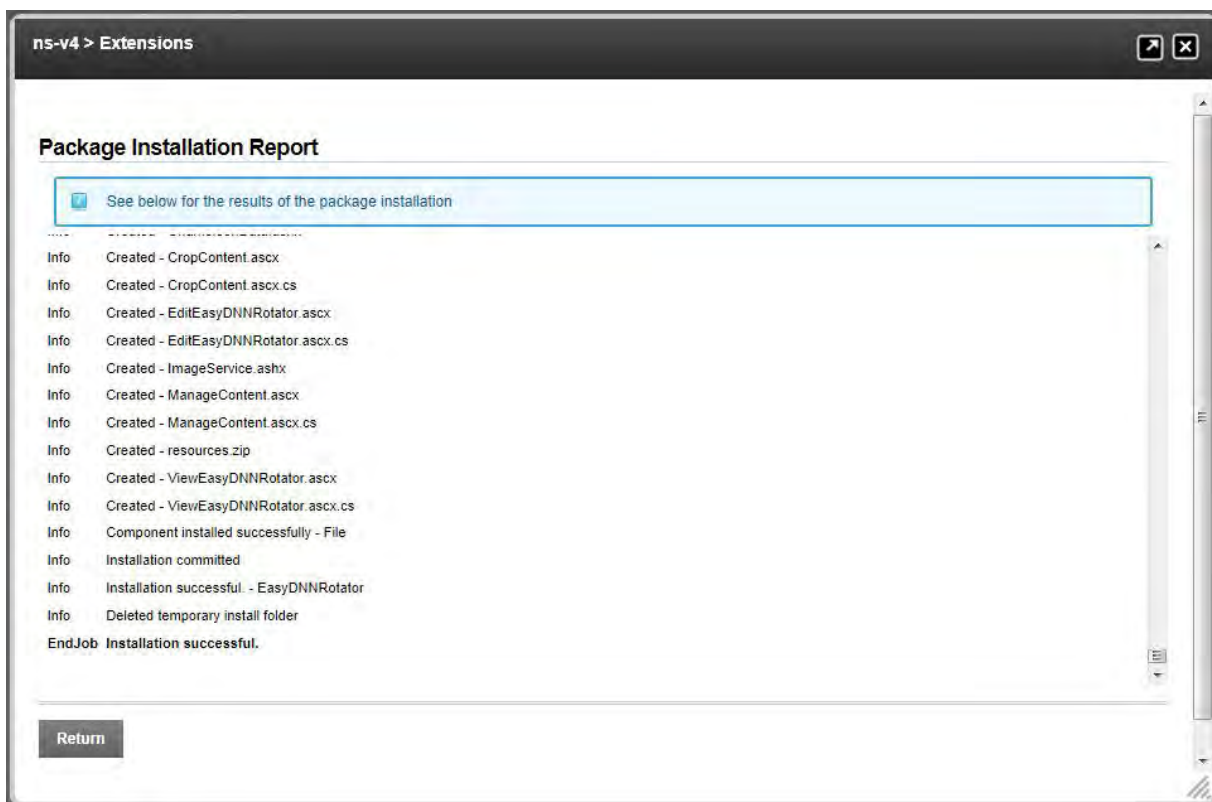 ns-v4 > Extensions
Package Installation Report
See below for the results of the package installation
Info Created - CropContent.ascx
Info Created - CropContent.ascx.cs
Info Created - EditEasyDNNRotator.ascx
Info Created - EditEasyDNNRotator.ascx.cs
Info Created - ImageService.ashx
Info Created - ManageContent.ascx
Info Created - ManageContent.ascx.cs
Info Created - resources.zip
Info Created - ViewEasyDNNRotator.ascx
Info Created - ViewEasyDNNRotator.ascx.cs
Info Component installed successfully - File
Info Installation committed
Info Installation successful. - EasyDNNRotator
Info Deleted temporary install folder
EndJob Installation successful.
Return